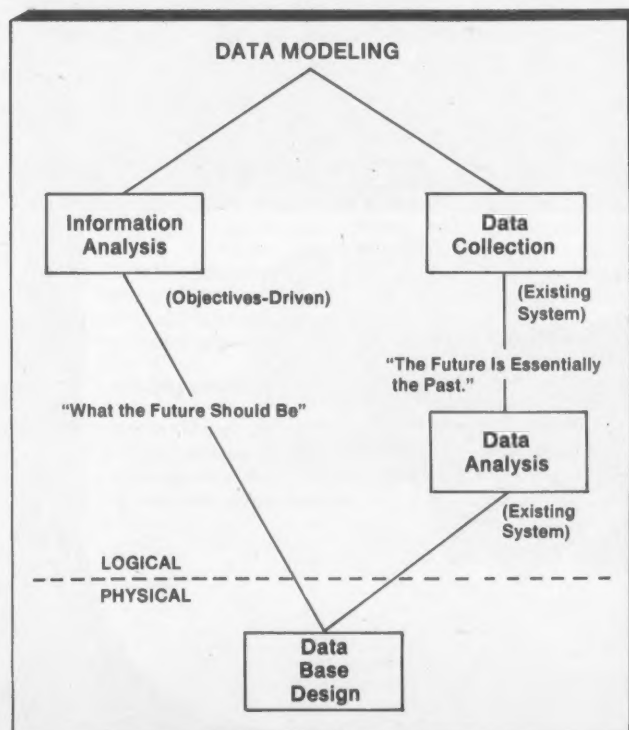 DATA MODELING
Information
Analysis
(Objectives-Driven)
"What the Future Should Be"
Data
Collection
(Existing
System)
"The Future Is Essentially
the Past."
Data
Analysis
(Existing
System)
LOGICAL
PHYSICAL
Data
Base
Design